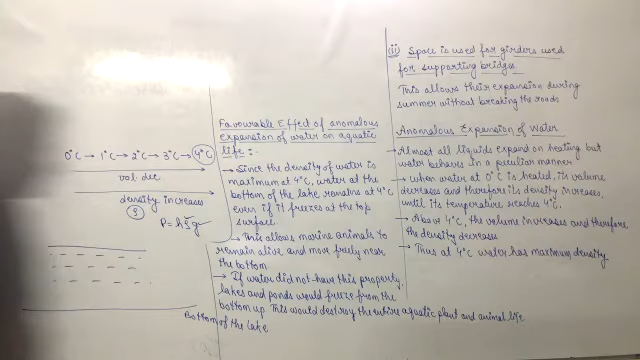 0°C → 1°C → 2°C → 3°C → 4°C
vol dec
density increases
P = hρg
Bottom of the lake
Favourable Effect of anomalous
expansion of water on aquatic
life :-
→ Since the density of water is
maximum at 4°C, water at the
bottom of the lake remains at 4°C
even if it freezes at the top
surface.
→ This allows marine animals to
remain alive and move freely near
the bottom
→ If water did not have this property,
lakes and ponds would freeze from the
bottom up. This would destroy the entire aquatic plant and animal life
(ii) Space is used for girders used
for supporting bridges.
This allows their expansion during
summer without breaking the roads
Anomalous Expansion of Water
→ Almost all liquids expand on heating but
water behaves in a peculiar manner
→ when water at 0°C is heated, its volume
decreases and therefore its density increases,
until its temperature reaches 4°C.
→ Above 4°C, the volume increases and therefore
the density decreases
→ Thus at 4°C water has maximum density